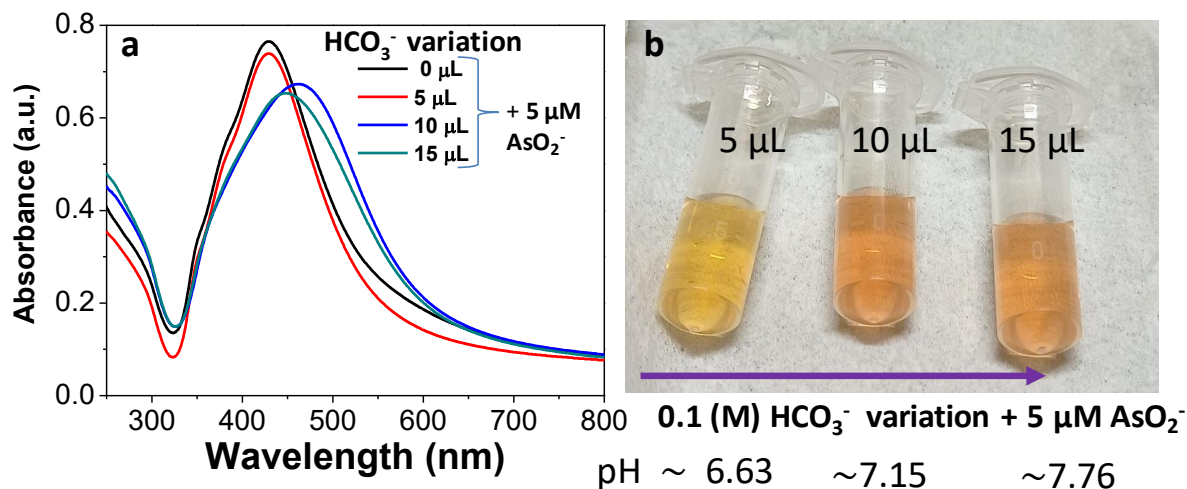 a
HCO₃⁻ variation
0 µL
5 µL
10 µL
15 µL
+ 5 µM
AsO₂⁻
Absorbance (a.u.)
0.8
0.6
0.4
0.2
0.0
300 400 500 600 700 800
Wavelength (nm)
b
5 µL 10 µL 15 µL
0.1 (M) HCO₃⁻ variation + 5 µM AsO₂⁻
pH ~ 6.63 ~7.15 ~7.76